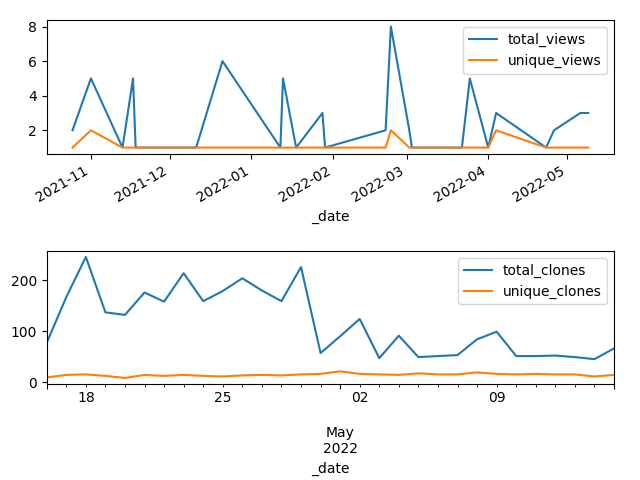 8
6
4
2
total_views
unique_views
2021-11
2021-12
2022-01
2022-02
2022-03
2022-04
2022-05
_date
200
100
0
total_clones
unique_clones
18
25
02
09
May
2022
_date